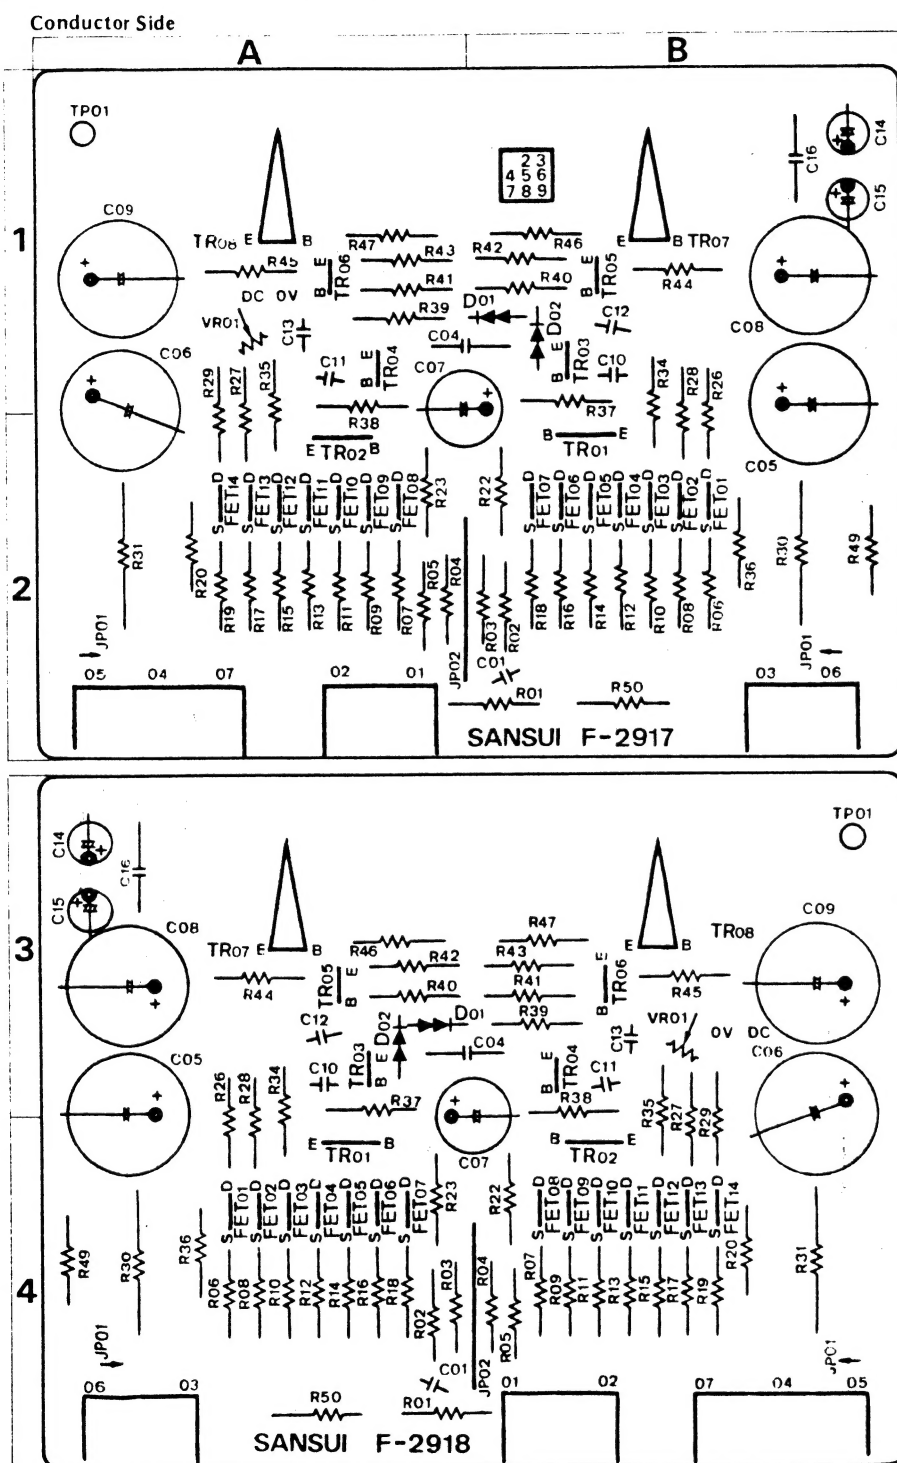 Conductor Side
A B
TP01
2 3
4 5 6
7 8 9
C16 C14
C15
1
C09 TR08 E B R47 R43 R42 R46 E B TR07
R45 E TR06 B R41 R40 E TR05 B R44
DC 0V R39 D01 D02 C12 C08
VR01 C13 C04
C06 C11 E TR04 B C07 E TR03 B C10
R29 R27 R35 R38 R37 R34 R28 R26
E TR02 B B TR01 E C05
R23 R22
D D D D D D D D D D D D D D
FET14 FET13 FET12 FET11 FET10 FET09 FET08 FET07 FET06 FET05 FET04 FET03 FET02 FET01
S S S S S S S S S S S S S S
2
R31 R20 R36 R30 R49
R19 R17 R15 R13 R11 R09 R07 R05 R04 R03 R02 R18 R16 R14 R12 R10 R08 R06
JP01 JP02 C01 JP01
05 04 07 02 01 R01 R50 03 06
SANSUI F-2917
TP01
C14 C16
C15
3
C08 TR07 E B R46 R42 R43 R47 E B TR08 C09
R44 TR05 E B R40 R41 E TR06 B R45
C12 D02 D01 R39 C13 VR01 0V DC
C05 C10 TR03 E B C04 E TR04 B C11 C06
R26 R28 R34 R37 R38 R35 R27 R29
E TR01 B C07 B TR02 E
R23 R22
D D D D D D D D D D D D D D
FET01 FET02 FET03 FET04 FET05 FET06 FET07 FET08 FET09 FET10 FET11 FET12 FET13 FET14
S S S S S S S S S S S S S S
4
R49 R30 R36 R20 R31
R06 R08 R10 R12 R14 R16 R18 R02 R03 R04 R05 R07 R09 R11 R13 R15 R17 R19
JP01 C01 JP02 JP01
06 03 R50 R01 01 02 07 04 05
SANSUI F-2918